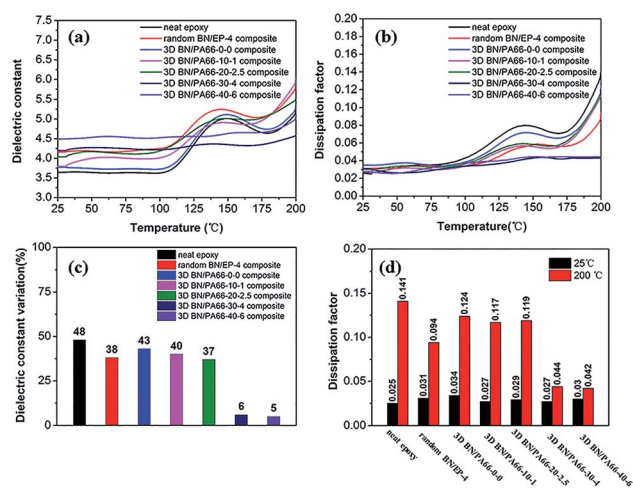 (a)
neat epoxy
random BN/EP-4 composite
3D BN/PA66-0-0 composite
3D BN/PA66-10-1 composite
3D BN/PA66-20-2.5 composite
3D BN/PA66-30-4 composite
3D BN/PA66-40-6 composite
Dielectric constant
7.5
7.0
6.5
6.0
5.5
5.0
4.5
4.0
3.5
3.0
25 50 75 100 125 150 175 200
Temperature (℃)
(b)
neat epoxy
random BN/EP-4 composite
3D BN/PA66-0-0 composite
3D BN/PA66-10-1 composite
3D BN/PA66-20-2.5 composite
3D BN/PA66-30-4 composite
3D BN/PA66-40-6 composite
Dissipation factor
0.20
0.18
0.16
0.14
0.12
0.10
0.08
0.06
0.04
0.02
0.00
25 50 75 100 125 150 175 200
Temperature(℃)
(c)
neat epoxy
random BN/EP-4 composite
3D BN/PA66-0-0 composite
3D BN/PA66-10-1 composite
3D BN/PA66-20-2.5 composite
3D BN/PA66-30-4 composite
3D BN/PA66-40-6 composite
Dielectric constant variation(%)
100
75
50
25
0
48 38 43 40 37 6 5
(d)
25℃
200 ℃
Dissipation factor
0.20
0.15
0.10
0.05
0.00
0.025 0.141 0.031 0.094 0.034 0.124 0.027 0.117 0.029 0.119 0.027 0.044 0.03 0.042
neat epoxy
random BN/EP-4
3D BN/PA66-0-0
3D BN/PA66-10-1
3D BN/PA66-20-2.5
3D BN/PA66-30-4
3D BN/PA66-40-6